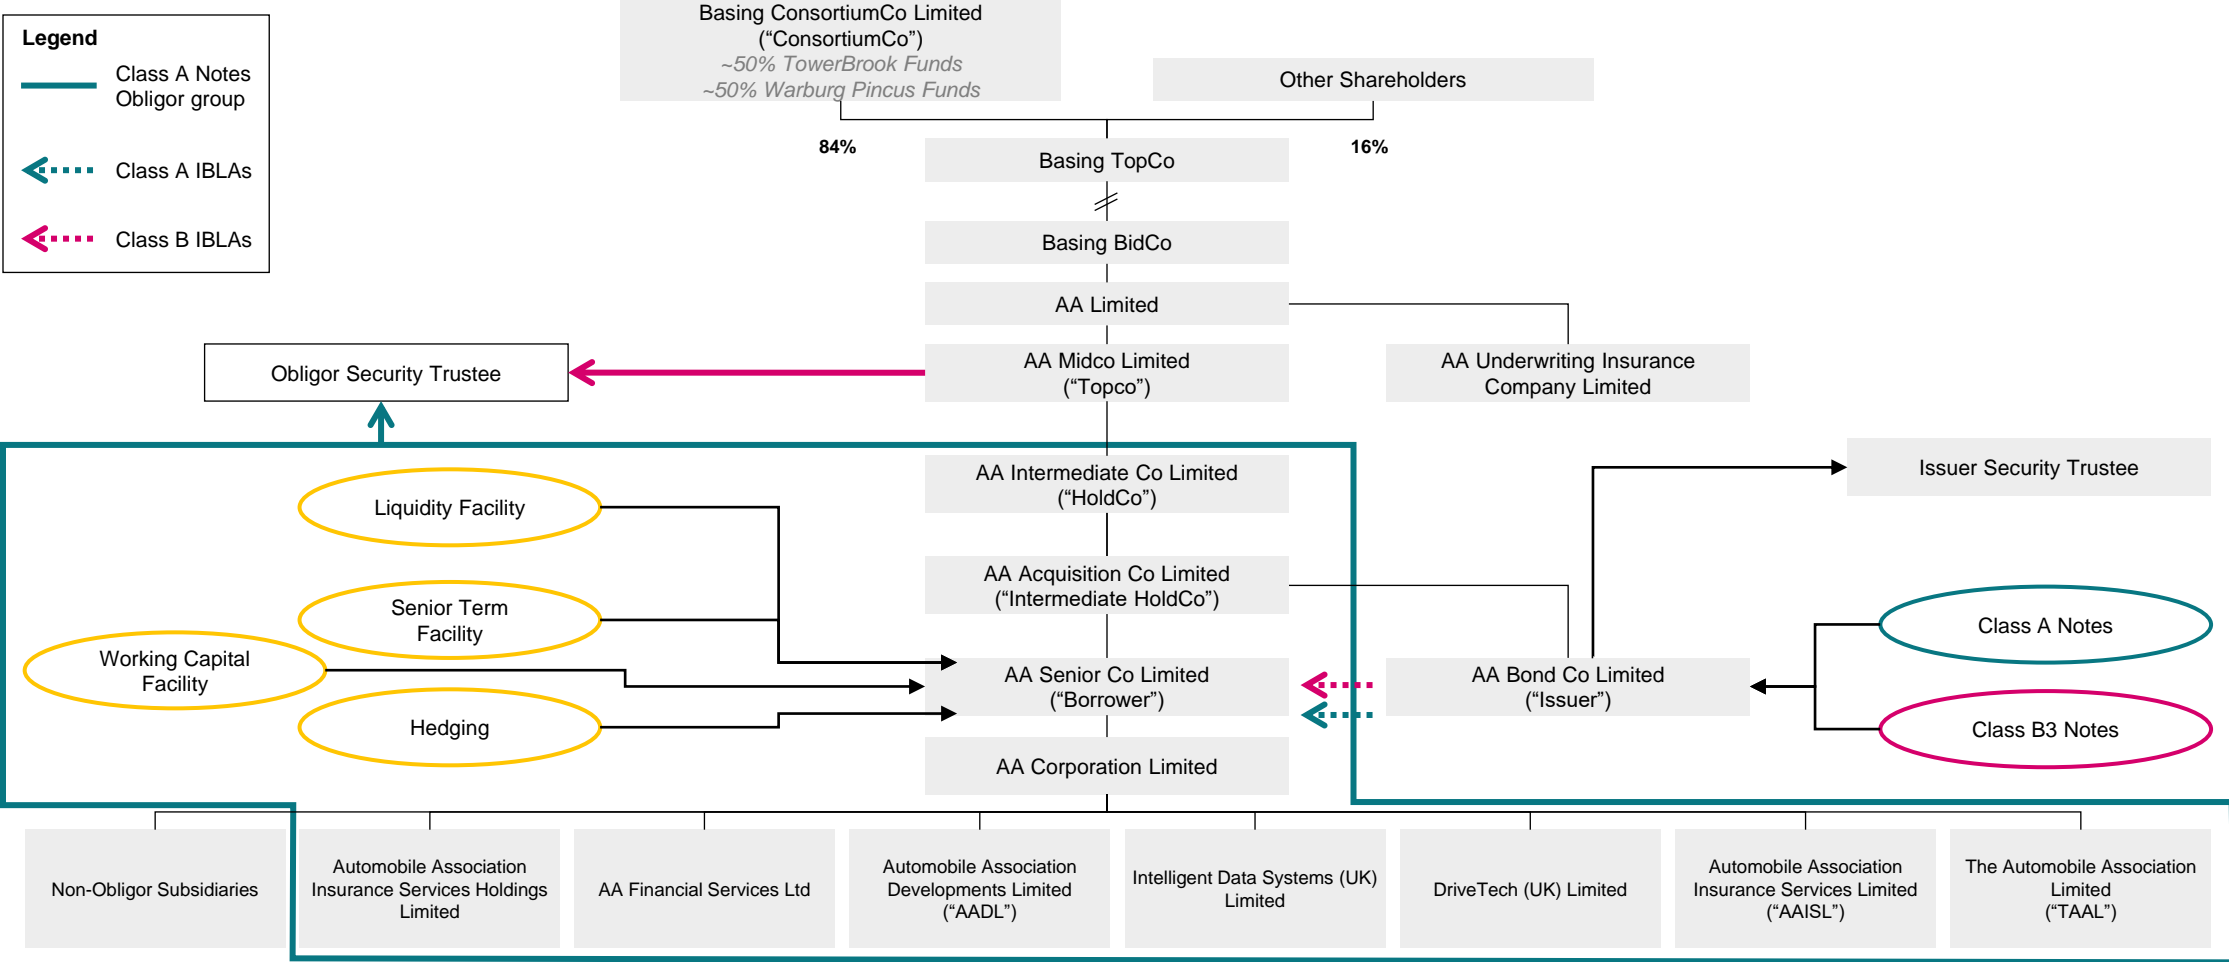 Legend
Class A Notes
Obligor group
Class A IBLAs
Class B IBLAs
Basing ConsortiumCo Limited
(“ConsortiumCo”)
~50% TowerBrook Funds
~50% Warburg Pincus Funds
Other Shareholders
84%
16%
Basing TopCo
Basing BidCo
AA Limited
Obligor Security Trustee
AA Midco Limited
(“Topco”)
AA Underwriting Insurance
Company Limited
AA Intermediate Co Limited
(“HoldCo”)
Issuer Security Trustee
Liquidity Facility
AA Acquisition Co Limited
(“Intermediate HoldCo”)
Senior Term
Facility
Class A Notes
Working Capital
Facility
AA Senior Co Limited
(“Borrower”)
AA Bond Co Limited
(“Issuer”)
Hedging
Class B3 Notes
AA Corporation Limited
Non-Obligor Subsidiaries
Automobile Association
Insurance Services Holdings
Limited
AA Financial Services Ltd
Automobile Association
Developments Limited
(“AADL”)
Intelligent Data Systems (UK)
Limited
DriveTech (UK) Limited
Automobile Association
Insurance Services Limited
(“AAISL”)
The Automobile Association
Limited
(“TAAL”)